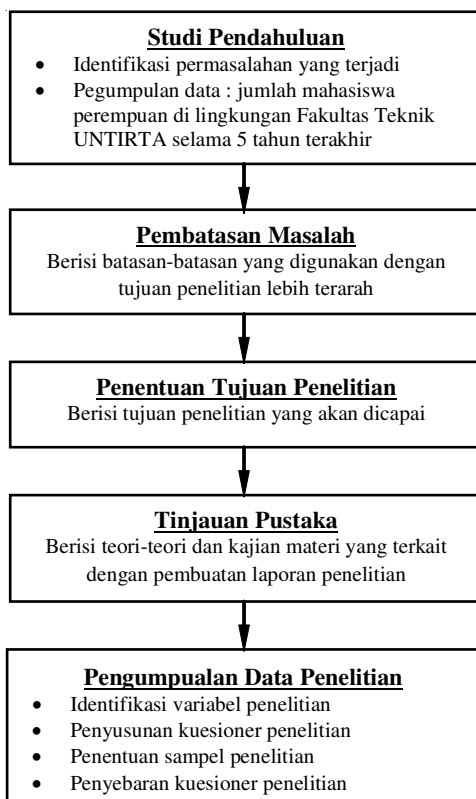 Studi Pendahuluan
• Identifikasi permasalahan yang terjadi
• Pegumpulan data : jumlah mahasiswa
perempuan di lingkungan Fakultas Teknik
UNTIRTA selama 5 tahun terakhir
Pembatasan Masalah
Berisi batasan-batasan yang digunakan dengan
tujuan penelitian lebih terarah
Penentuan Tujuan Penelitian
Berisi tujuan penelitian yang akan dicapai
Tinjauan Pustaka
Berisi teori-teori dan kajian materi yang terkait
dengan pembuatan laporan penelitian
Pengumpualan Data Penelitian
• Identifikasi variabel penelitian
• Penyusunan kuesioner penelitian
• Penentuan sampel penelitian
• Penyebaran kuesioner penelitian